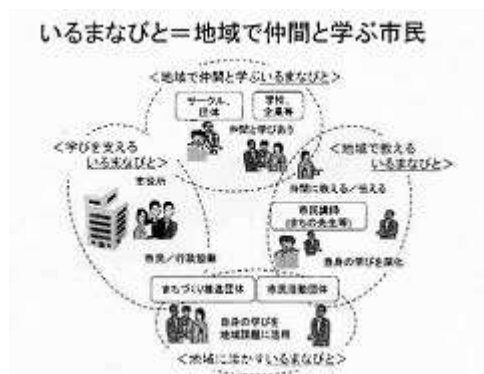 いるまなびと＝地域で仲間と学ぶ市民
＜地域で仲間と学ぶいるまなびと＞
サークル、
団体
学校、
企業等
仲間と学びあう
＜学びを支える
いるまなびと＞
市役所
市民／行政協働
＜地域で教える
いるまなびと＞
仲間に教える／伝える
市民講師
（まちの先生等）
自身の学びを深化
まちづくり推進団体
市民活動団体
自身の学びを
地域課題に活用
＜地域に活かすいるまなびと＞